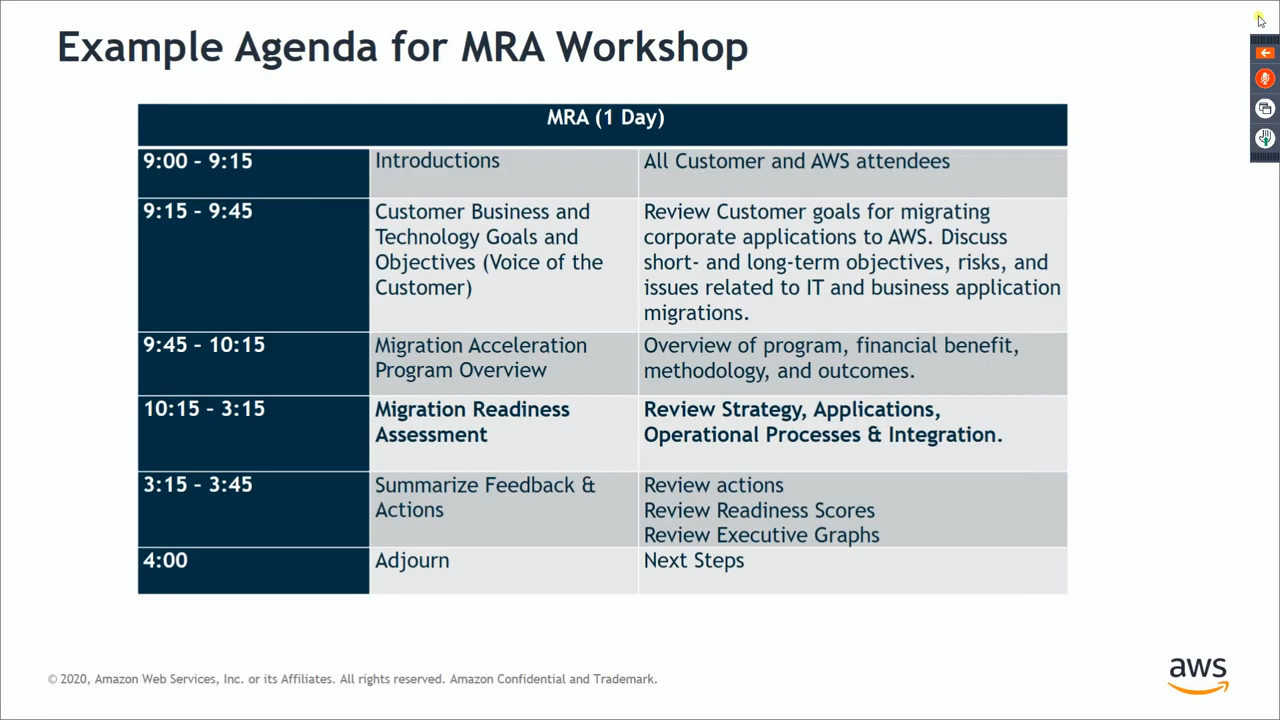 Example Agenda for MRA Workshop
MRA (1 Day)
9:00 – 9:15
Introductions
All Customer and AWS attendees
9:15 – 9:45
Customer Business and
Technology Goals and
Objectives (Voice of the
Customer)
Review Customer goals for migrating
corporate applications to AWS. Discuss
short- and long-term objectives, risks, and
issues related to IT and business application
migrations.
9:45 – 10:15
Migration Acceleration
Program Overview
Overview of program, financial benefit,
methodology, and outcomes.
10:15 – 3:15
Migration Readiness
Assessment
Review Strategy, Applications,
Operational Processes & Integration.
3:15 – 3:45
Summarize Feedback &
Actions
Review actions
Review Readiness Scores
Review Executive Graphs
4:00
Adjourn
Next Steps
© 2020, Amazon Web Services, Inc. or its Affiliates. All rights reserved. Amazon Confidential and Trademark.
aws